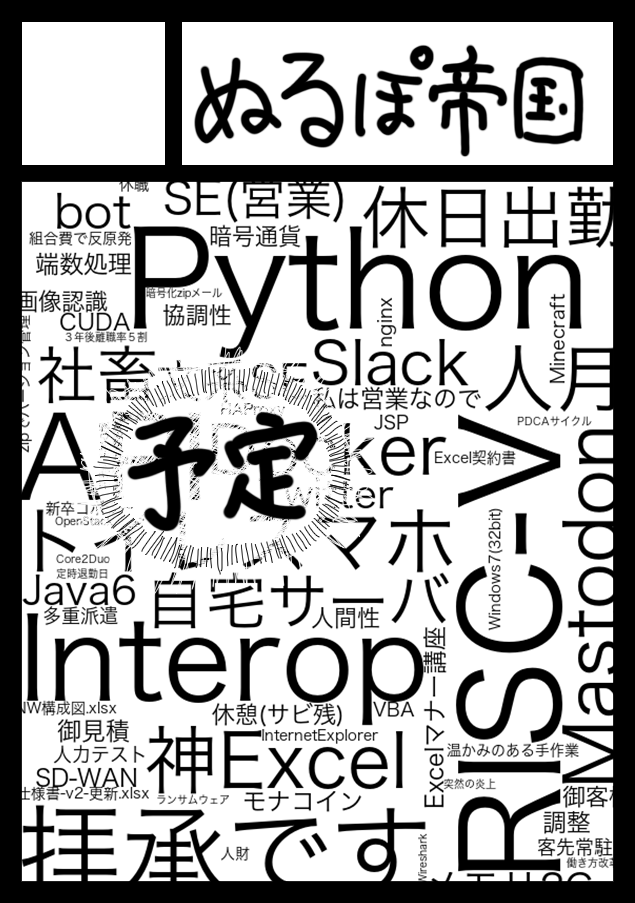 ぬるぽ帝国
休職
SE(営業)
bot
休日出勤
組合費で反原発
暗号通貨
Python
端数処理
画像認識
暗号化zipメール
協調性
CUDA
3年後離職率5割
nginx
Minecraft
社畜
Slack
人月
私は営業なので
JSP
PDCAサイクル
予定
Excel契約書
RISC-V
Mastodon
新卒
Core2Duo
定時退勤日
Windows7(32bit)
Java6
自宅サーバ
多重派遣
人間性
Interop
NW構成図.xlsx
休憩(サビ残)
VBA
Excelマナー講座
御見積
InternetExplorer
人力テスト
神Excel
温かみのある手作業
SD-WAN
突然の炎上
仕様書-v2-更新.xlsx
ランサムウェア
モナコイン
調整
拝承です
人財
Wireshark
客先常駐
働き方改革